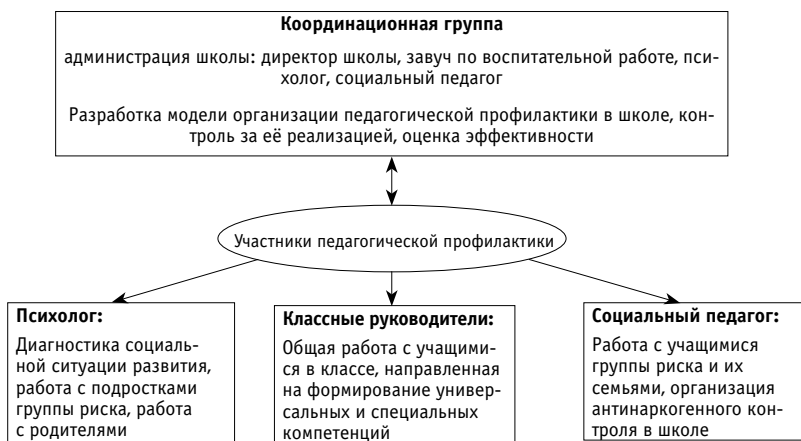 Координационная группа
администрация школы: директор школы, завуч по воспитательной работе, пси-
холог, социальный педагог
Разработка модели организации педагогической профилактики в школе, кон-
троль за её реализацией, оценка эффективности
Участники педагогической профилактики
Психолог:
Диагностика социаль-
ной ситуации развития,
работа с подростками
группы риска, работа
с родителями
Классные руководители:
Общая работа с учащими-
ся в классе, направленная
на формирование универ-
сальных и специальных
компетенций
Социальный педагог:
Работа с учащимися
группы риска и их
семьями, организация
антинаркогенного кон-
троля в школе